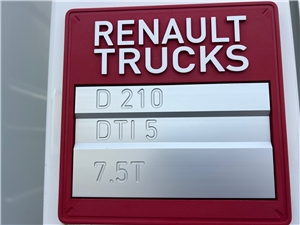 RENAULT
TRUCKS
D 210
DTI 5
7.5T